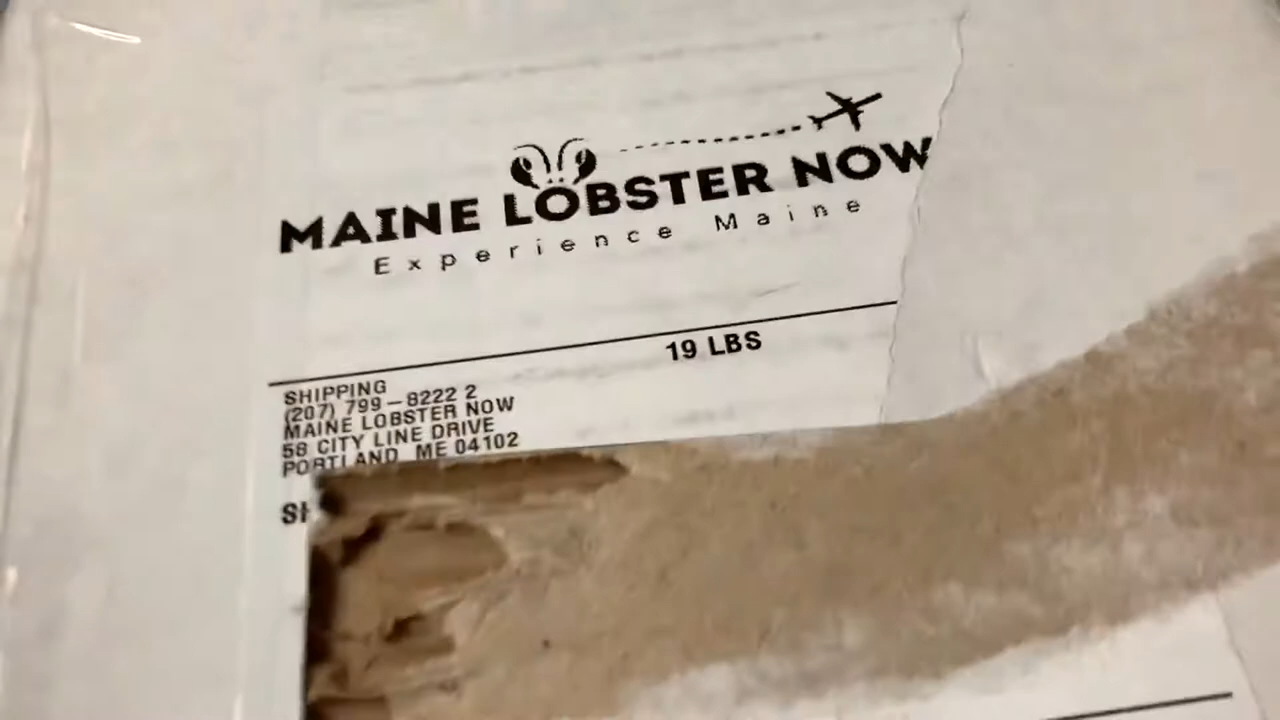 MAINE LOBSTER NOW
Experience Maine
19 LBS
SHIPPING
(207) 799-8222 2
MAINE LOBSTER NOW
58 CITY LINE DRIVE
PORTLAND ME 04102